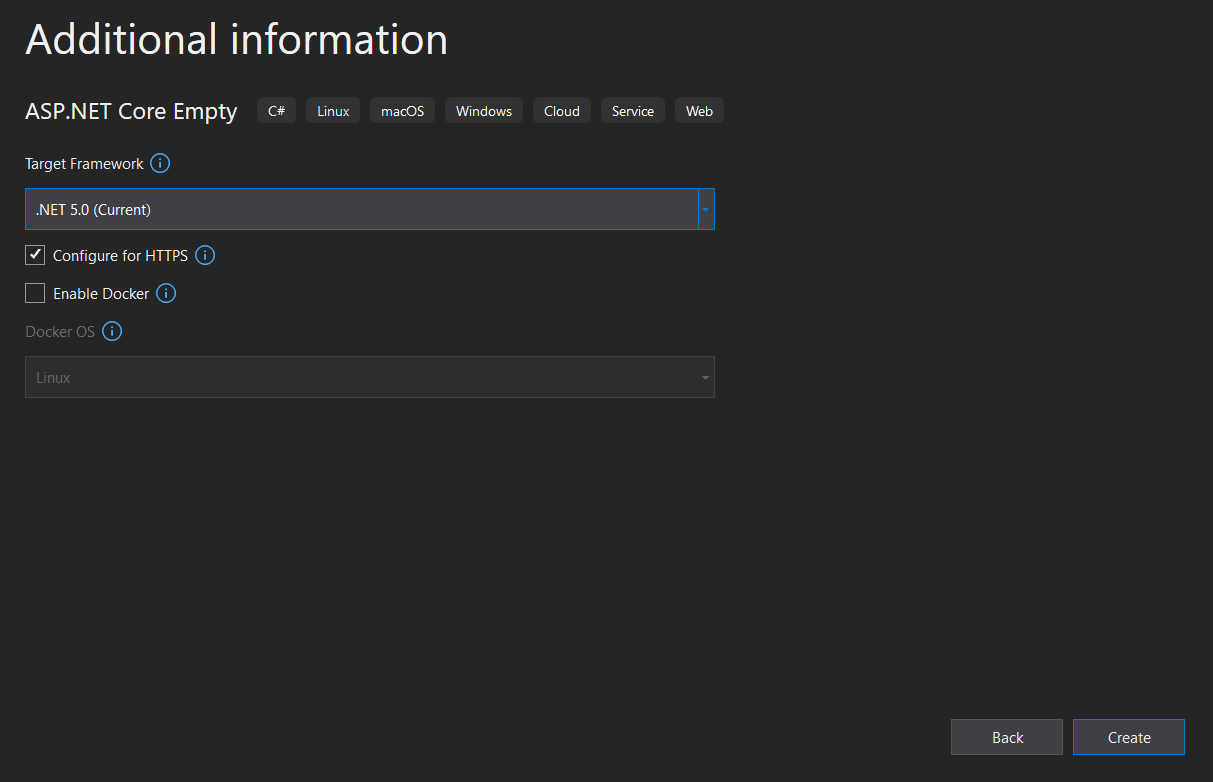 Additional information
ASP.NET Core Empty C# Linux macOS Windows Cloud Service Web
Target Framework
.NET 5.0 (Current)
Configure for HTTPS
Enable Docker
Docker OS
Linux
Back Create